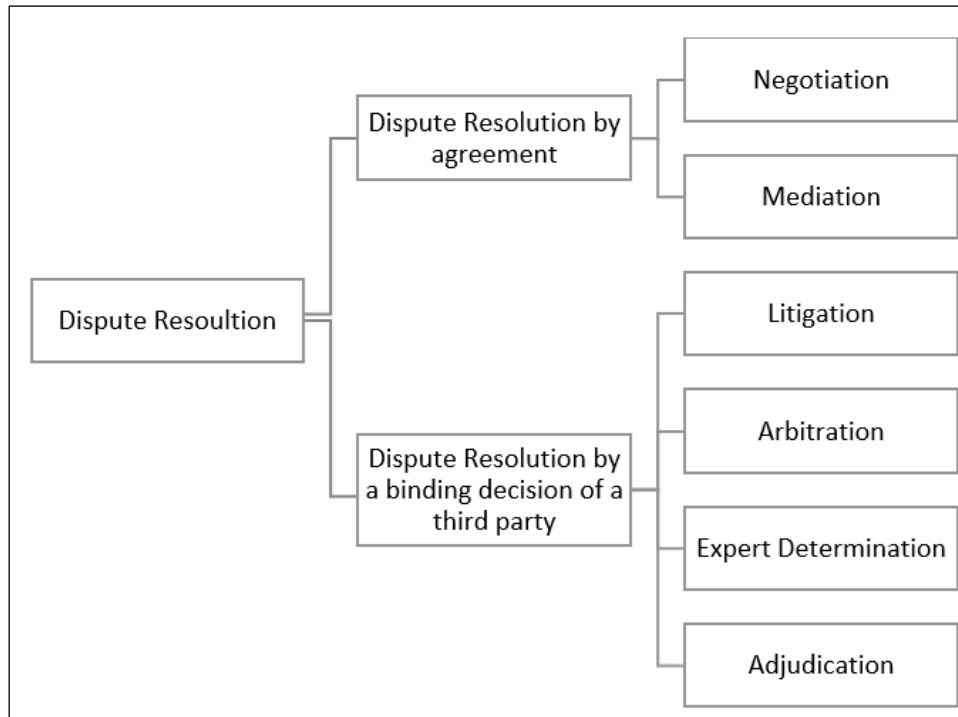 Dispute Resoultion
Dispute Resolution by
agreement
Negotiation
Mediation
Dispute Resolution by
a binding decision of a
third party
Litigation
Arbitration
Expert Determination
Adjudication